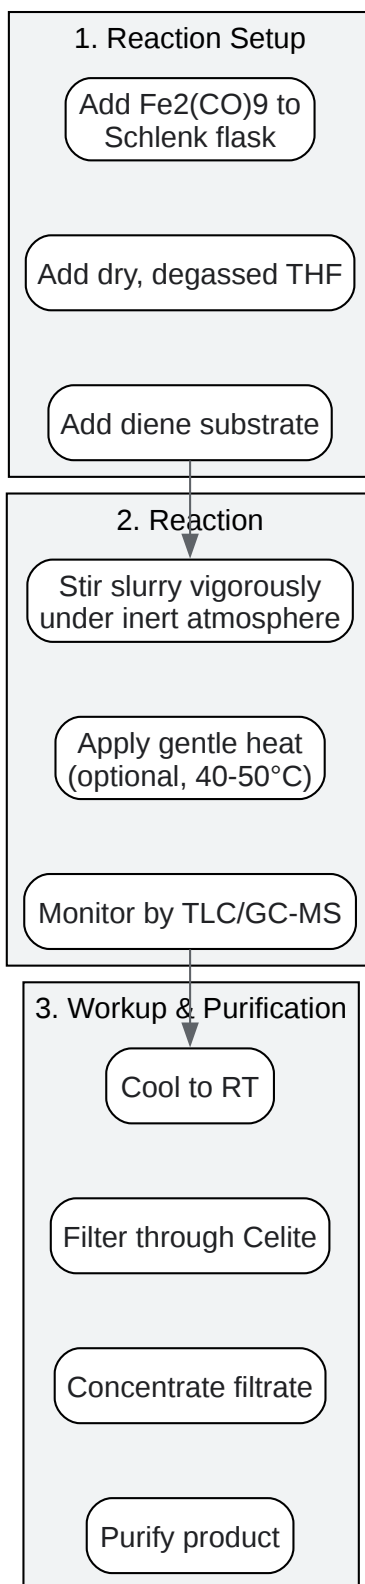 1. Reaction Setup
Add Fe2(CO)9 to
Schlenk flask
Add dry, degassed THF
Add diene substrate
2. Reaction
Stir slurry vigorously
under inert atmosphere
Apply gentle heat
(optional, 40-50°C)
Monitor by TLC/GC-MS
3. Workup & Purification
Cool to RT
Filter through Celite
Concentrate filtrate
Purify product